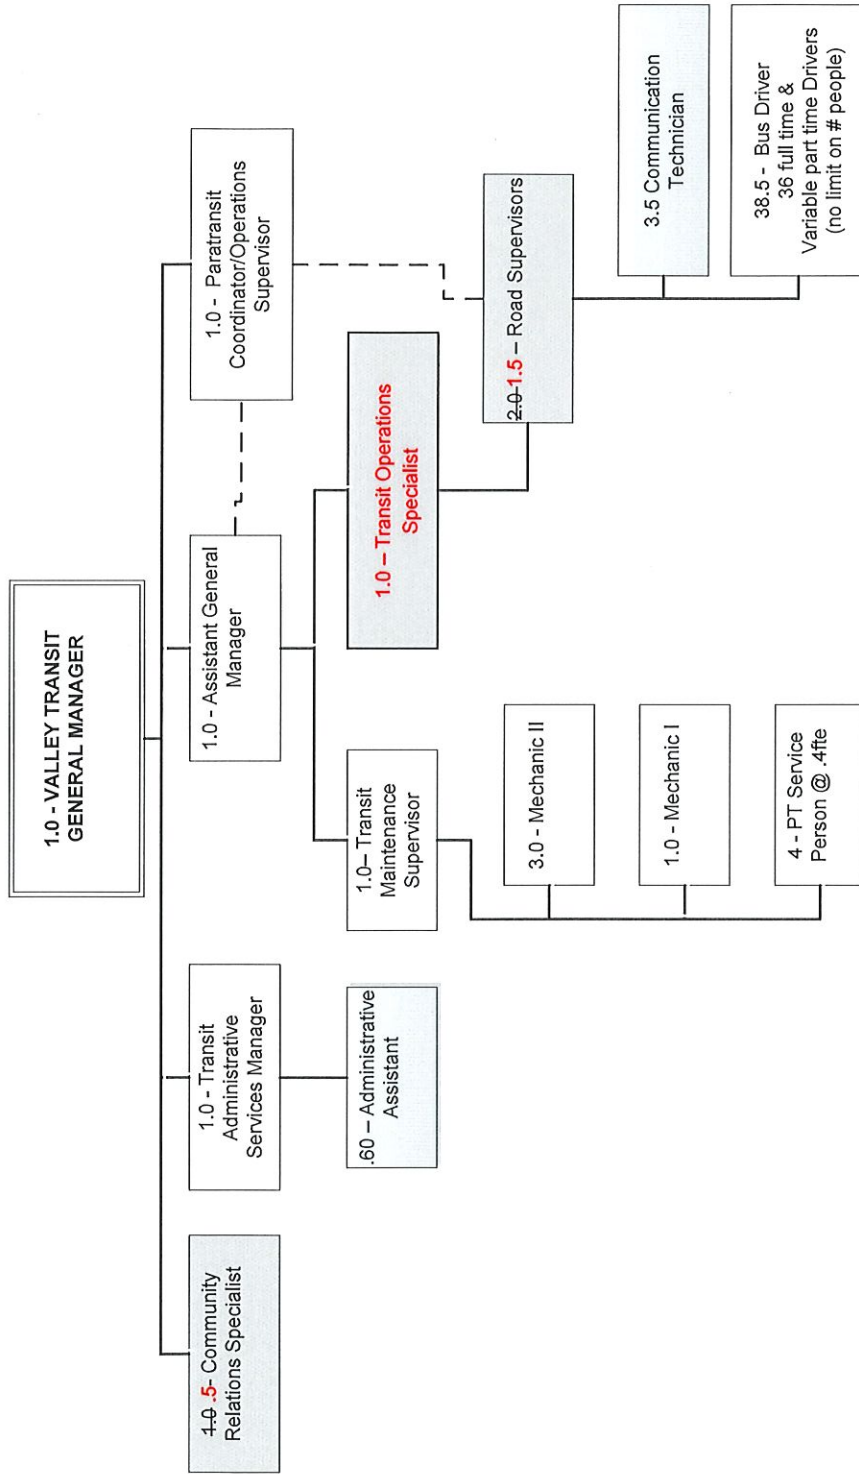 1.0 - VALLEY TRANSIT
GENERAL MANAGER
1.0 .5- Community
Relations Specialist
1.0 - Transit
Administrative
Services Manager
1.0 - Assistant General
Manager
1.0 - Paratransit
Coordinator/Operations
Supervisor
.60 – Administrative
Assistant
1.0– Transit
Maintenance
Supervisor
1.0 – Transit Operations
Specialist
3.0 - Mechanic II
1.0 - Mechanic I
4 - PT Service
Person @ .4fte
2.0 1.5 – Road Supervisors
3.5 Communication
Technician
38.5 - Bus Driver
36 full time &
Variable part time Drivers
(no limit on # people)